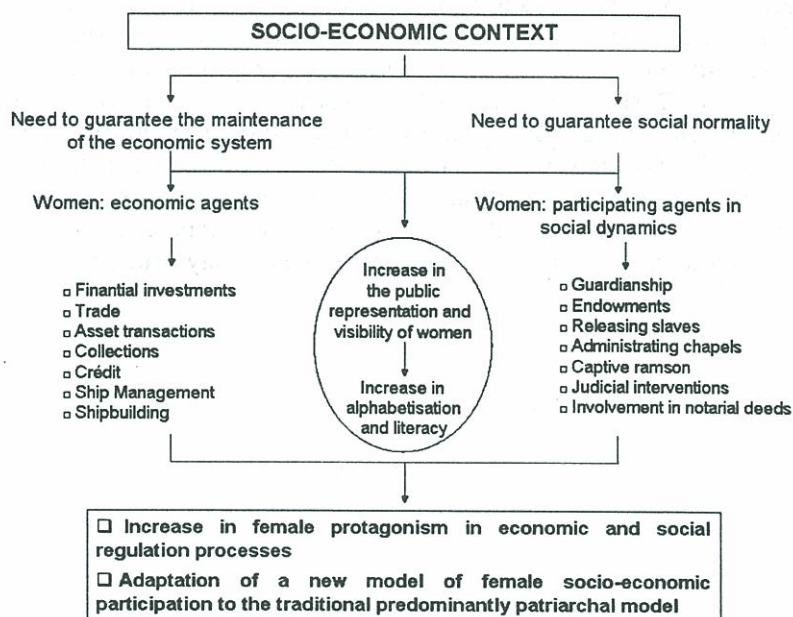 SOCIO-ECONOMIC CONTEXT
Need to guarantee the maintenance
of the economic system
Need to guarantee social normality
Women: economic agents
Women: participating agents in
social dynamics
Increase in
the public
representation and
visibility of women
Increase in
alphabetisation
and literacy
Finantial investments
Trade
Asset transactions
Collections
Crédit
Ship Management
Shipbuilding
Guardianship
Endowments
Releasing slaves
Administrating chapels
Captive ramson
Judicial interventions
Involvement in notarial deeds
Increase in female protagonism in economic and social
regulation processes
Adaptation of a new model of female socio-economic
participation to the traditional predominantly patriarchal model